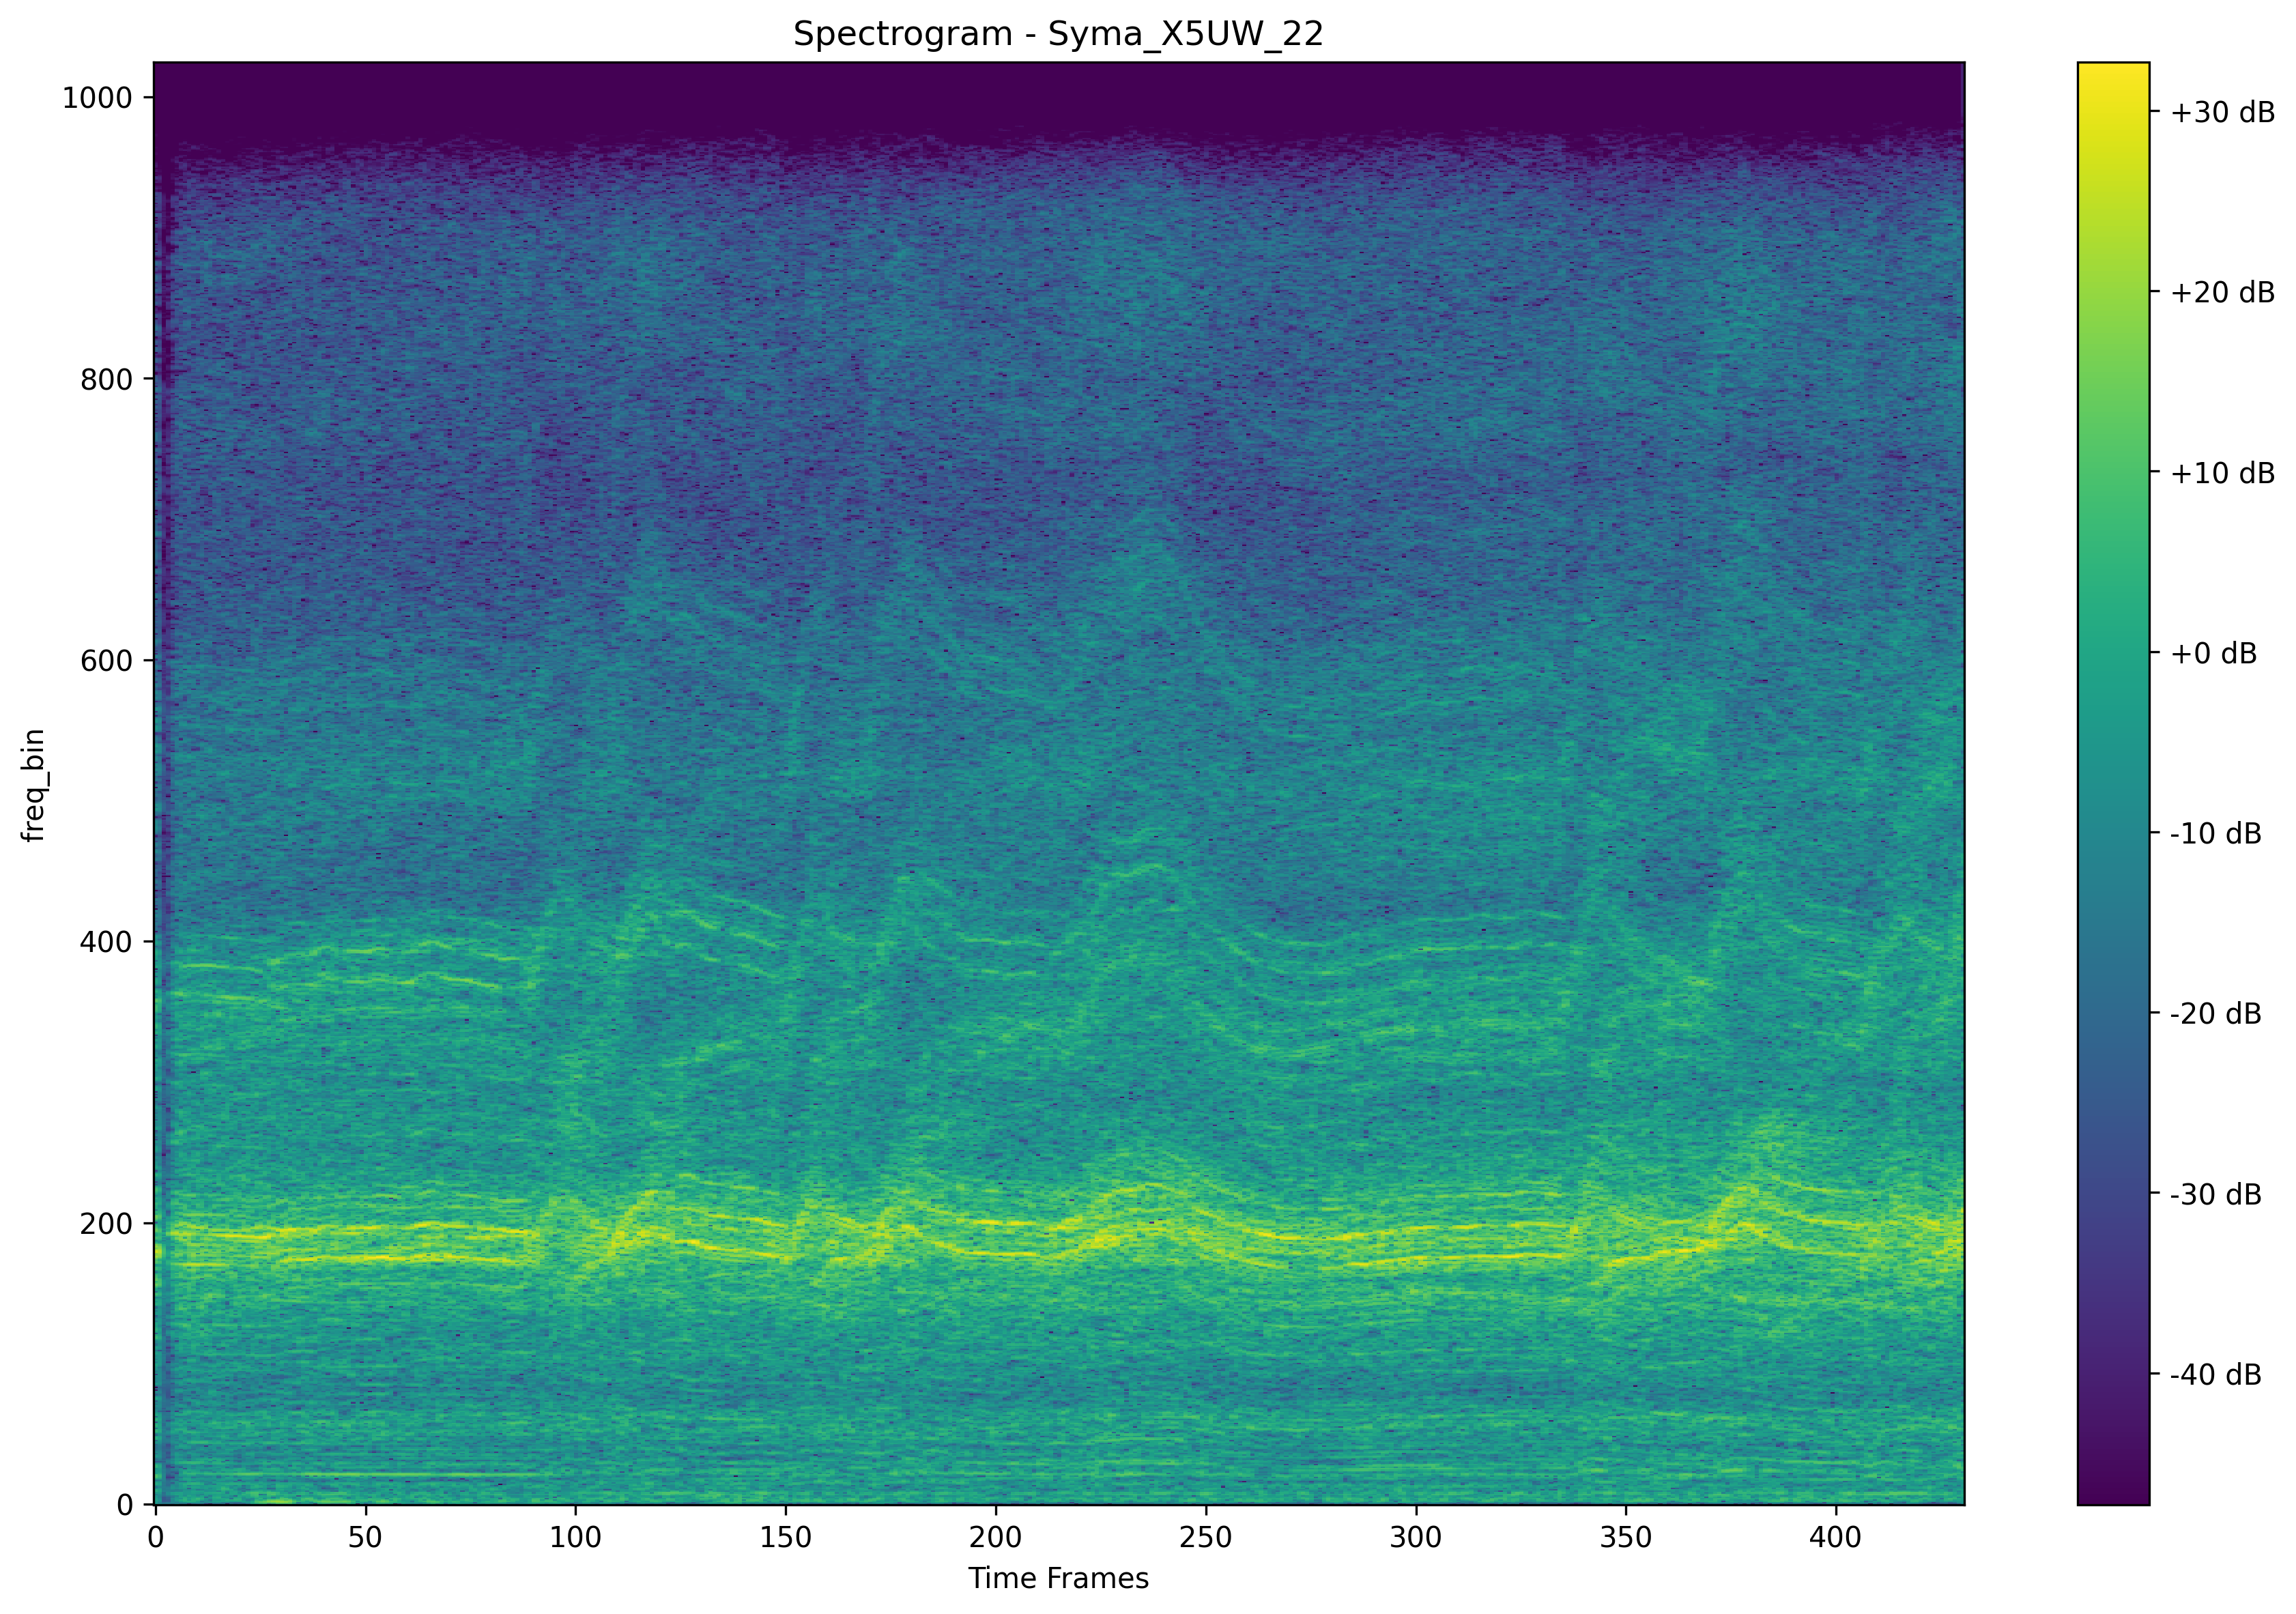 Spectrogram - Syma_X5UW_22
1000
800
600
400
200
0
freq_bin
0 50 100 150 200 250 300 350 400
Time Frames
+30 dB
+20 dB
+10 dB
+0 dB
-10 dB
-20 dB
-30 dB
-40 dB